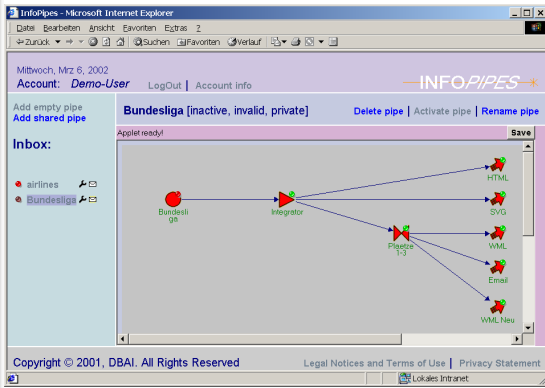 InfoPipes - Microsoft Internet Explorer
Datei Bearbeiten Ansicht Favoriten Extras ?
Zurück Suchen Favoriten Verlauf
Mittwoch, Mrz 6, 2002
Account: Demo-User LogOut | Account info
INFOPIPES
Add empty pipe
Add shared pipe
Bundesliga [inactive, invalid, private] Delete pipe | Activate pipe | Rename pipe
Applet ready! Save
Inbox:
airlines
Bundesliga
HTML
Bundesli
ga
Integrator
SVG
Plaetze
1-3
WML
Email
WML Neu
Copyright © 2001, DBAI. All Rights Reserved Legal Notices and Terms of Use | Privacy Statement
Lokales Intranet